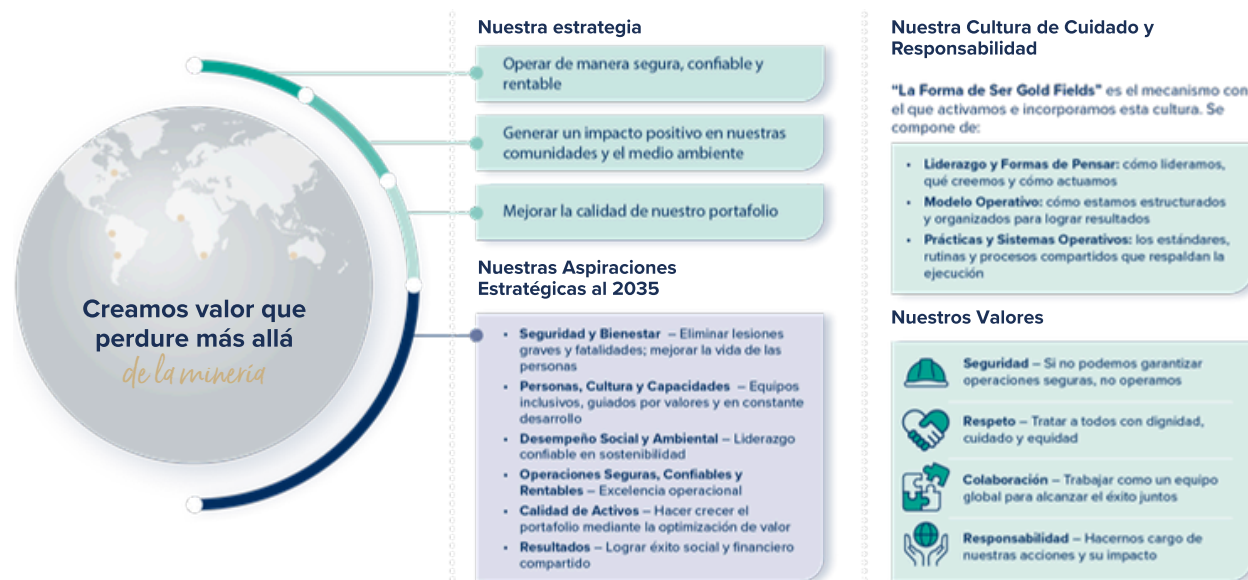 Creamos valor que
perdure más allá
de la minería
Nuestra estrategia
Operar de manera segura, confiable y
rentable
Generar un impacto positivo en nuestras
comunidades y el medio ambiente
Mejorar la calidad de nuestro portafolio
Nuestras Aspiraciones
Estratégicas al 2035
• Seguridad y Bienestar – Eliminar lesiones
graves y fatalidades; mejorar la vida de las
personas
• Personas, Cultura y Capacidades – Equipos
inclusivos, guiados por valores y en constante
desarrollo
• Desempeño Social y Ambiental – Liderazgo
confiable en sostenibilidad
• Operaciones Seguras, Confiables y
Rentables – Excelencia operacional
• Calidad de Activos – Hacer crecer el
portafolio mediante la optimización de valor
• Resultados – Lograr éxito social y financiero
compartido
Nuestra Cultura de Cuidado y
Responsabilidad
“La Forma de Ser Gold Fields” es el mecanismo con
el que activamos e incorporamos esta cultura. Se
compone de:
• Liderazgo y Formas de Pensar: cómo lideramos,
qué creemos y cómo actuamos
• Modelo Operativo: cómo estamos estructurados
y organizados para lograr resultados
• Prácticas y Sistemas Operativos: los estándares,
rutinas y procesos compartidos que respaldan la
ejecución
Nuestros Valores
Seguridad – Si no podemos garantizar
operaciones seguras, no operamos
Respeto – Tratar a todos con dignidad,
cuidado y equidad
Colaboración – Trabajar como un equipo
global para alcanzar el éxito juntos
Responsabilidad – Hacernos cargo de
nuestras acciones y su impacto